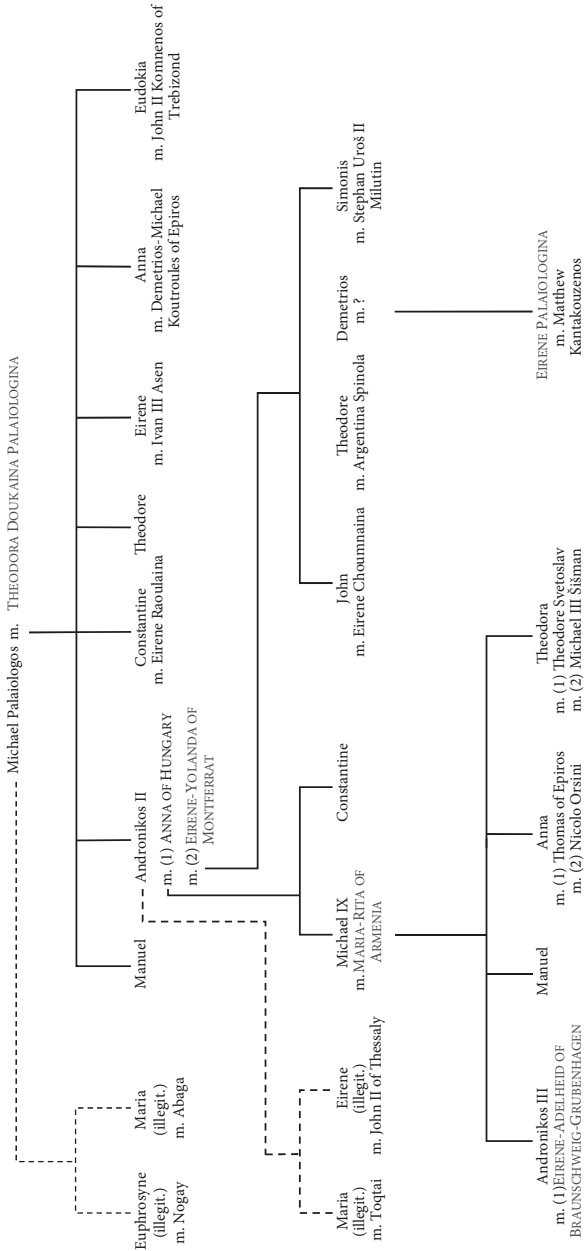 Michael Palaiologos m. THEODORA DOUKAINA PALAIOLOGINA
Euphrosyne
(illegit.)
m. Nogay
Maria
(illegit.)
m. Abaga
Manuel
Andronikos II
m. (1) ANNA OF HUNGARY
m. (2) EIRENE-YOLANDA OF
MONTFERRAT
Constantine
m. Eirene Raoulaina
Theodore
Eirene
m. Ivan III Asen
Anna
m. Demetrios-Michael
Koutroules of Epiros
Eudokia
m. John II Komnenos of
Trebizond
Maria
(illegit.)
m. Toqtai
Eirene
(illegit.)
m. John II of Thessaly
Michael IX
m. MARIA-RITA OF
ARMENIA
Constantine
John
m. Eirene Choumnaina
Theodore
m. Argentina Spinola
Demetrios
m. ?
Simonis
m. Stephan Uroš II
Milutin
Andronikos III
m. (1)EIRENE-ADELHEID OF
BRAUNSCHWEIG-GRUBENHAGEN
Manuel
Anna
m. (1) Thomas of Epiros
m. (2) Nicolo Orsini
Theodora
m. (1) Theodore Svetoslav
m. (2) Michael III Šišman
EIRENE PALAIOLOGINA
m. Matthew
Kantakouzenos